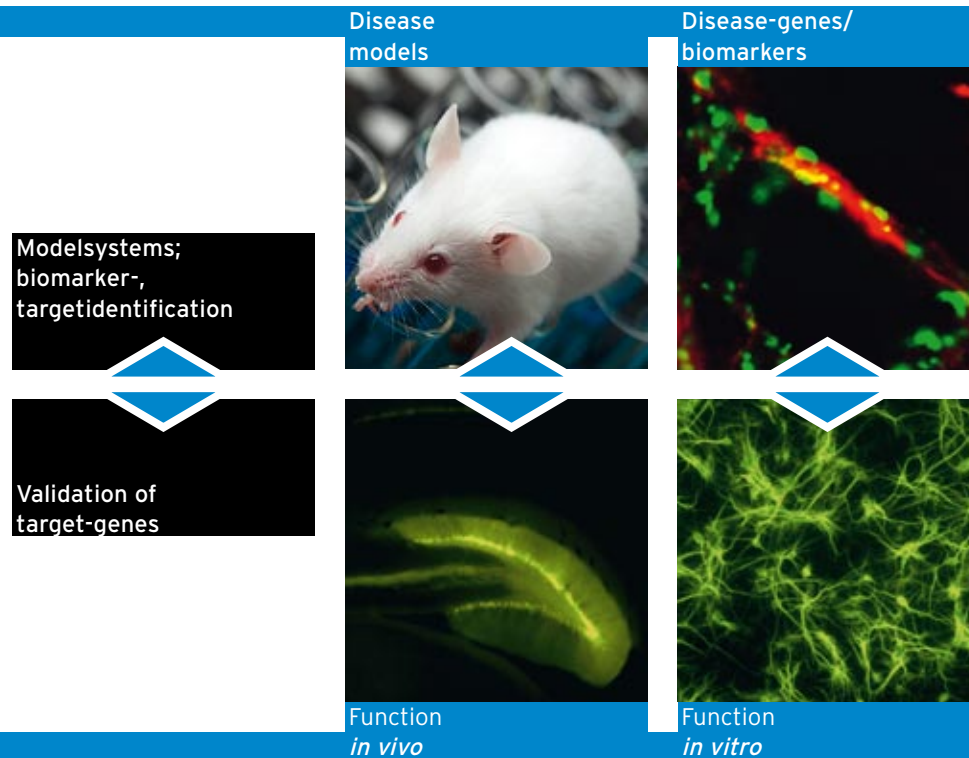 Disease
models
Disease-genes/
biomarkers
Modelsystems;
biomarker-,
targetidentification
Validation of
target-genes
Function
in vivo
Function
in vitro